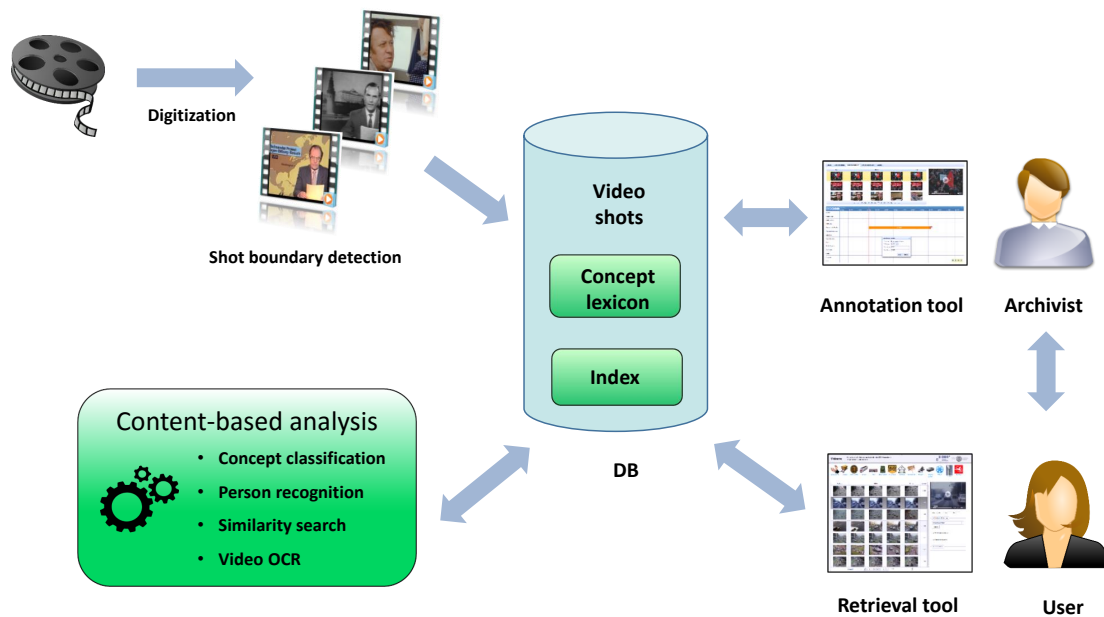 Digitization
Shot boundary detection
Video
shots
Concept
lexicon
Index
DB
Annotation tool
Archivist
Content-based analysis
• Concept classification
• Person recognition
• Similarity search
• Video OCR
Retrieval tool
User